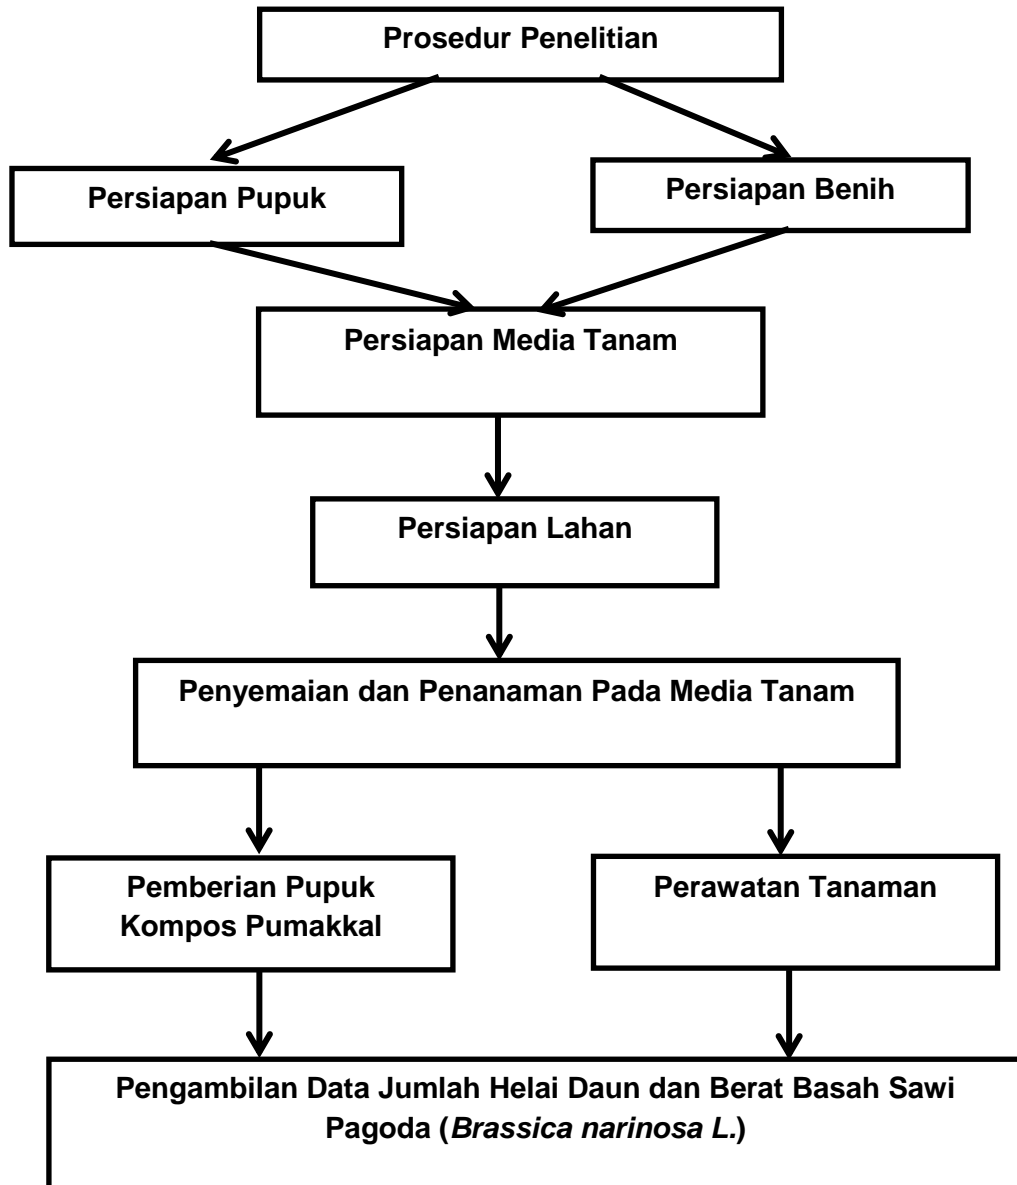 Prosedur Penelitian
Persiapan Pupuk
Persiapan Benih
Persiapan Media Tanam
Persiapan Lahan
Penyemaian dan Penanaman Pada Media Tanam
Pemberian Pupuk
Kompos Pumakkal
Perawatan Tanaman
Pengambilan Data Jumlah Helai Daun dan Berat Basah Sawi
Pagoda (Brassica narinosa L.)